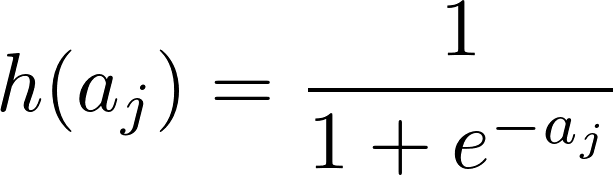 h(a_j) = \frac{1}{1 + e^{-a_j}}